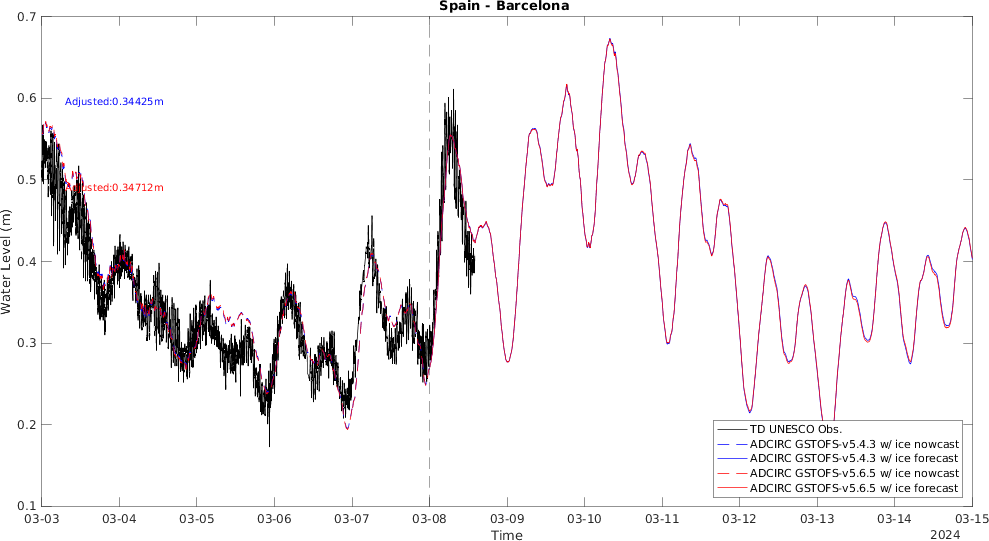 Spain - Barcelona
0.7
0.6
0.5
0.4
0.3
0.2
0.1
Water Level (m)
Adjusted:0.34425m
Adjusted:0.34712m
TD UNESCO Obs.
ADCIRC GSTOFS-v5.4.3 w/ ice nowcast
ADCIRC GSTOFS-v5.4.3 w/ ice forecast
ADCIRC GSTOFS-v5.6.5 w/ ice nowcast
ADCIRC GSTOFS-v5.6.5 w/ ice forecast
03-03 03-04 03-05 03-06 03-07 03-08 03-09 03-10 03-11 03-12 03-13 03-14 03-15
Time
2024